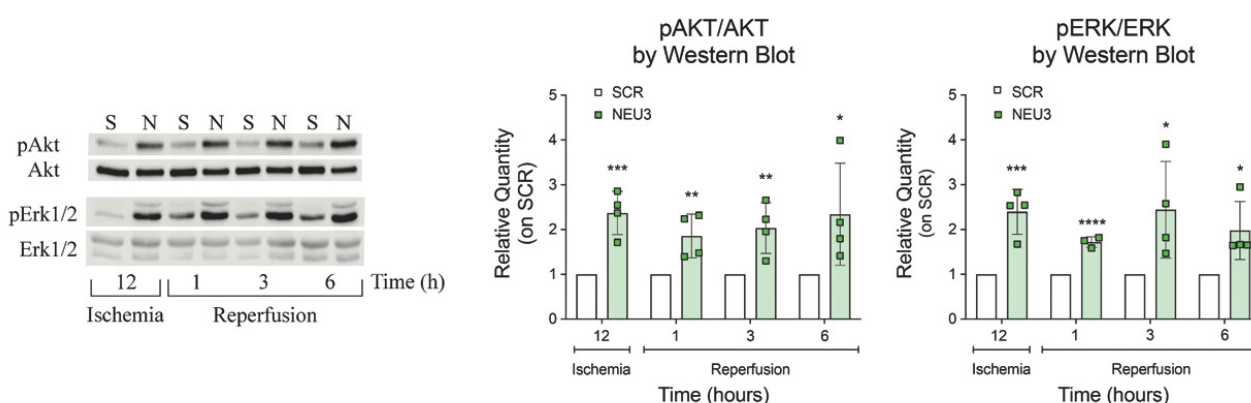 S N S N S N S N
pAkt
Akt
pErk1/2
Erk1/2
12 1 3 6 Time (h)
Ischemia Reperfusion
pAKT/AKT
by Western Blot
SCR
NEU3
Relative Quantity
(on SCR)
5
4
3
2
1
0
***
**
**
*
12 1 3 6
Ischemia Reperfusion
Time (hours)
pERK/ERK
by Western Blot
SCR
NEU3
Relative Quantity
(on SCR)
5
4
3
2
1
0
***
****
*
*
12 1 3 6
Ischemia Reperfusion
Time (hours)